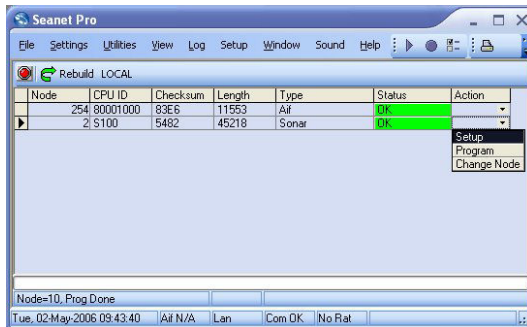 Seanet Pro
File Settings Utilities View Log Setup Window Sound Help
Rebuild LOCAL
Node CPU ID Checksum Length Type Status Action
254 80001000 83E6 11553 Aif OK
2 S100 5482 45218 Sonar OK
Setup
Program
Change Node
Node=10, Prog Done
Tue, 02-May-2006 09:43:40 Aif N/A Lan Com OK No Rat